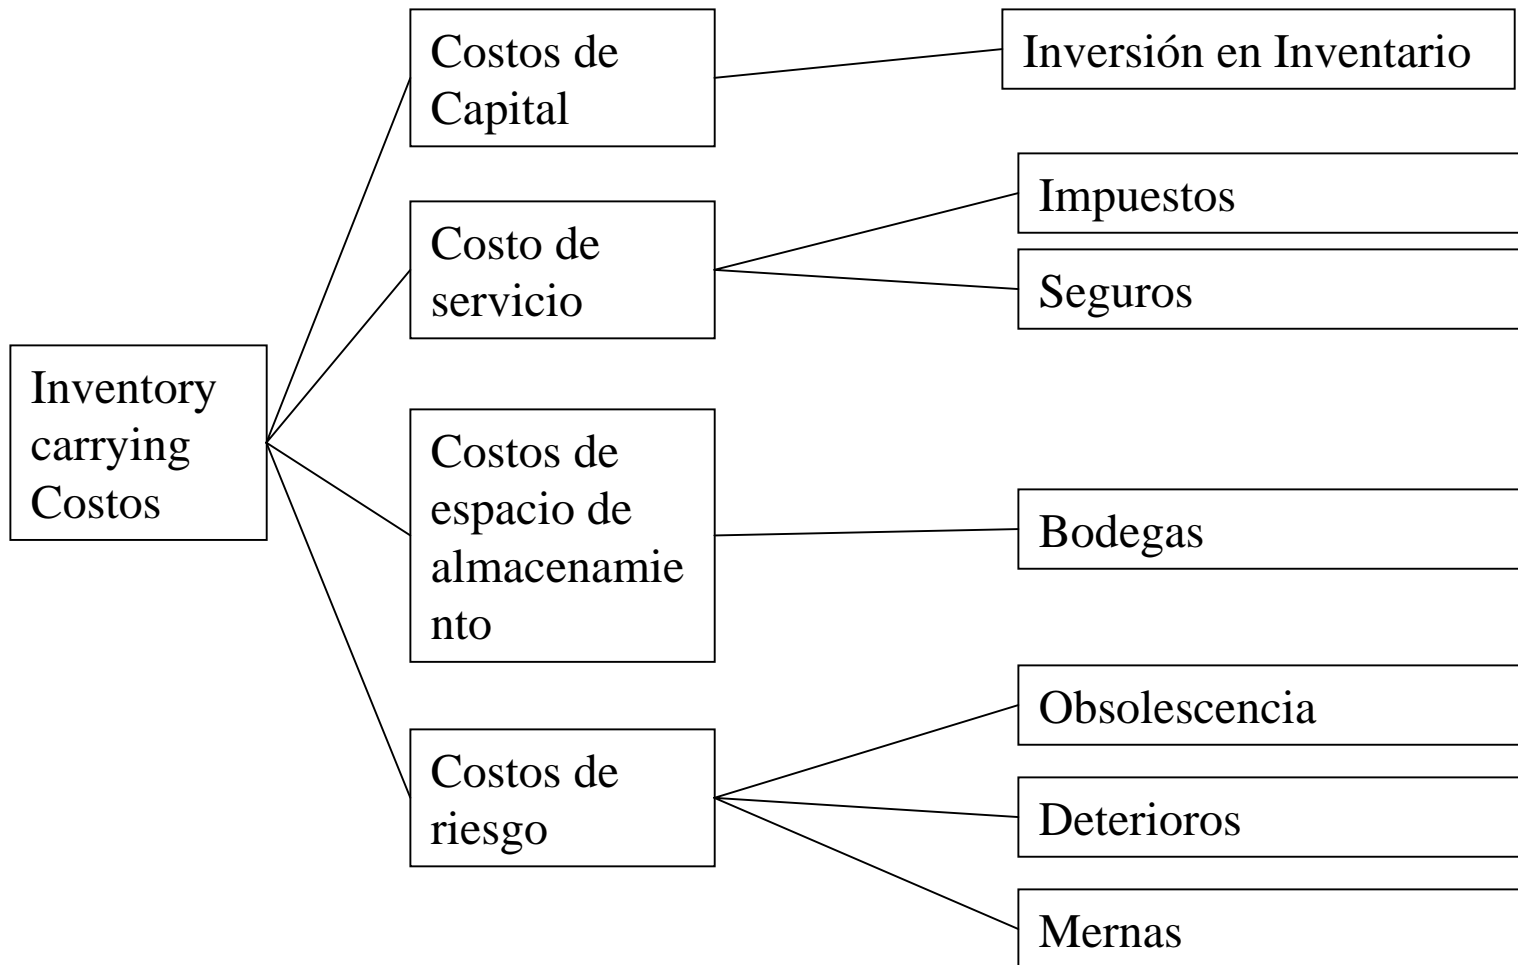 Inventory
carrying
Costos
Costos de
Capital
Inversión en Inventario
Costo de
servicio
Impuestos
Seguros
Costos de
espacio de
almacenamie
nto
Bodegas
Costos de
riesgo
Obsolescencia
Deterioros
Mernas